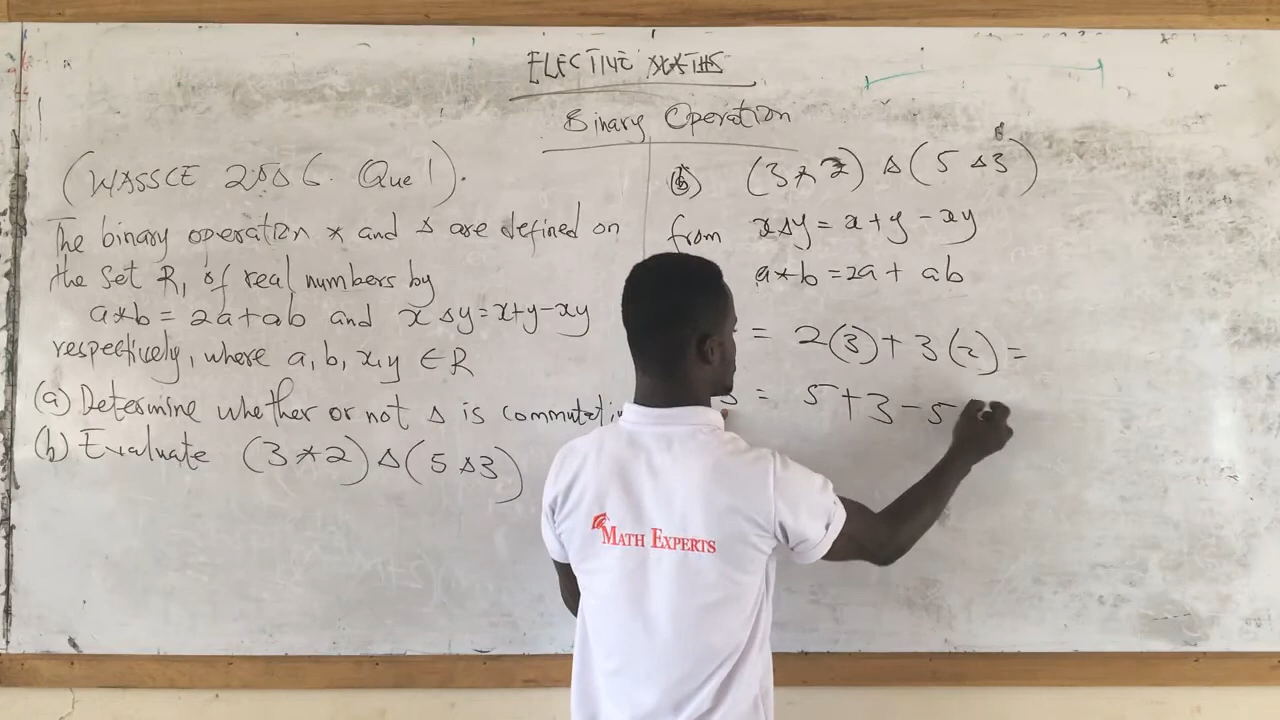 ELECTIVE MATHS
Binary Operation
(WASSCE 2006. Que 1).
The binary operation * and Δ are defined on
the set R, of real numbers by
a*b = 2a+ab and xΔy=x+y-xy
respectively, where a, b, x,y ∈ R
(a) Determine whether or not Δ is commutati
(b) Evaluate (3*2)Δ(5Δ3)
(b) (3*2) Δ (5Δ3)
from xΔy = x+y-xy
a*b = 2a + ab
= 2(3)+3(2) =
3 = 5+3-5
MATH EXPERTS